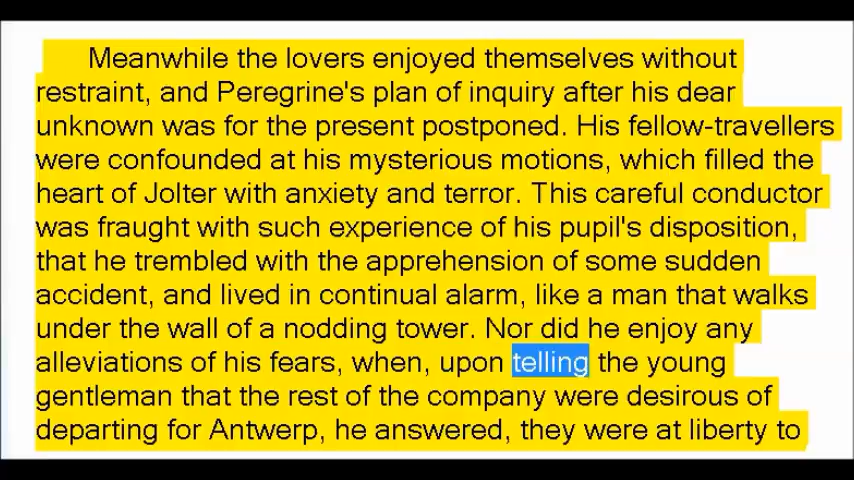 Meanwhile the lovers enjoyed themselves without
restraint, and Peregrine's plan of inquiry after his dear
unknown was for the present postponed. His fellow-travellers
were confounded at his mysterious motions, which filled the
heart of Jolter with anxiety and terror. This careful conductor
was fraught with such experience of his pupil's disposition,
that he trembled with the apprehension of some sudden
accident, and lived in continual alarm, like a man that walks
under the wall of a nodding tower. Nor did he enjoy any
alleviations of his fears, when, upon telling the young
gentleman that the rest of the company were desirous of
departing for Antwerp, he answered, they were at liberty to